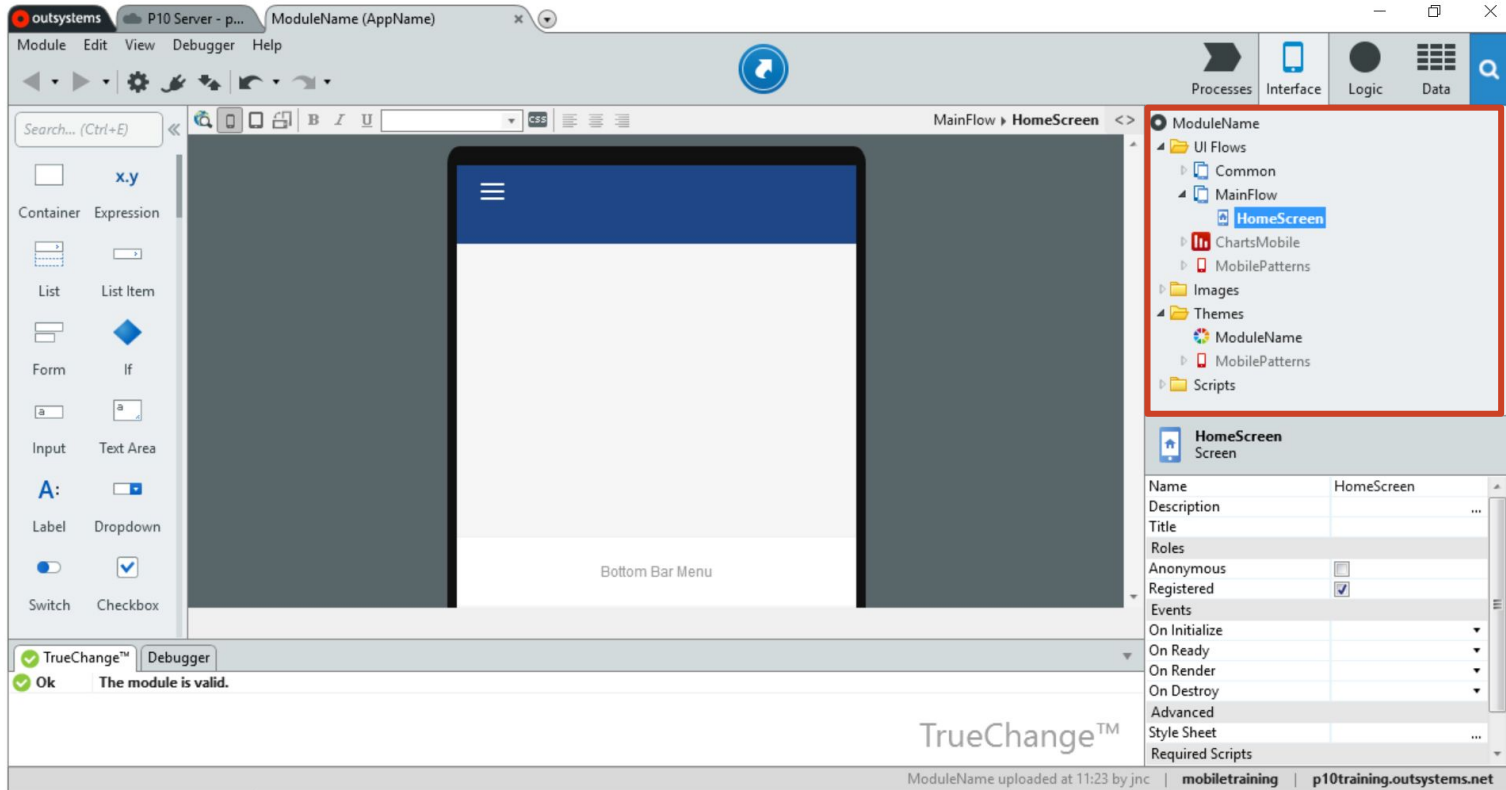 outsystems P10 Server - p... ModuleName (AppName)
Module Edit View Debugger Help
Processes Interface Logic Data
Search... (Ctrl+E)
B I U CSS MainFlow HomeScreen <>
x.y
Container Expression
List List Item
Form If
a a
Input Text Area
A:
Label Dropdown
Switch Checkbox
Bottom Bar Menu
ModuleName
UI Flows
Common
MainFlow
HomeScreen
ChartsMobile
MobilePatterns
Images
Themes
ModuleName
MobilePatterns
Scripts
HomeScreen
Screen
Name HomeScreen
Description ...
Title
Roles
Anonymous
Registered
Events
On Initialize
On Ready
On Render
On Destroy
Advanced
Style Sheet ...
Required Scripts
TrueChange™ Debugger
Ok The module is valid.
TrueChange™
ModuleName uploaded at 11:23 by jnc | mobiletraining | p10training.outsystems.net